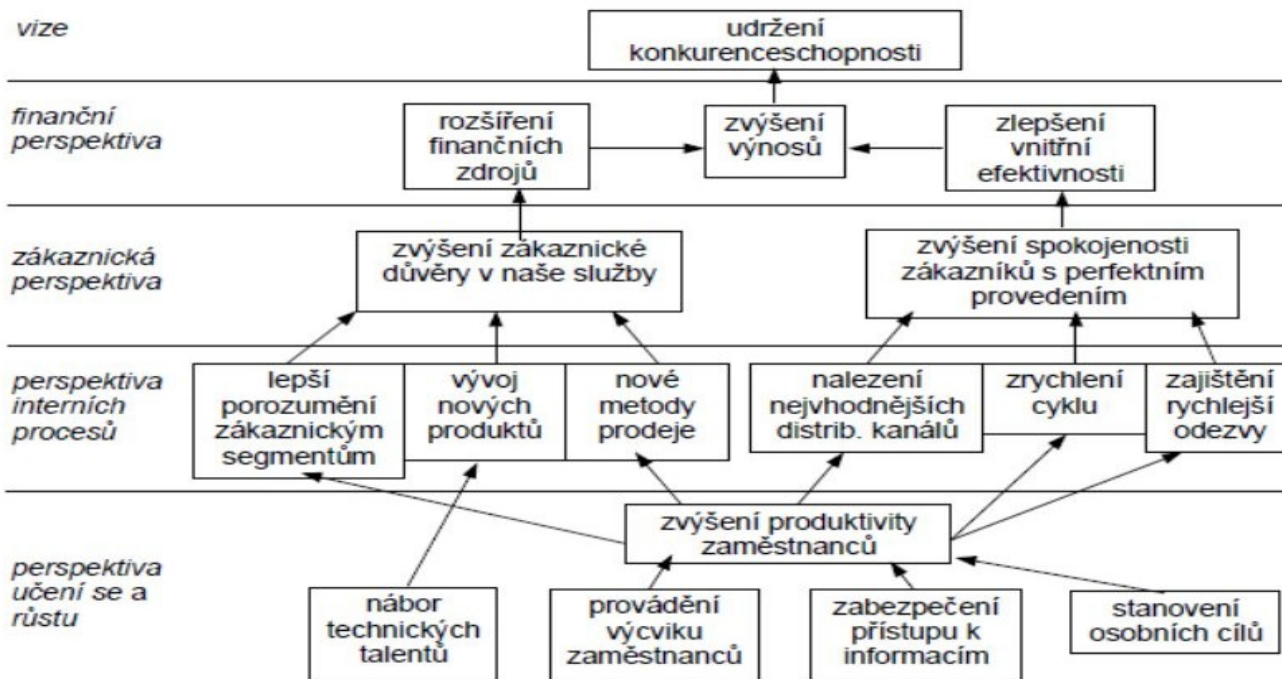 vize
udržení
konkurenceschopnosti
finanční
perspektiva
rozšíření
finančních
zdrojů
zvýšení
výnosů
zlepšení
vnitřní
efektivnosti
zákaznická
perspektiva
zvýšení zákaznické
důvěry v naše služby
zvýšení spokojenosti
zákazníků s perfektním
provedením
perspektiva
interních
procesů
lepší
porozumění
zákaznickým
segmentům
vývoj
nových
produktů
nové
metody
prodeje
nalezení
nejvhodnějších
distrib. kanálů
zrychlení
cyklu
zajištění
rychlejší
odezvy
perspektiva
učení se a
růstu
zvýšení produktivity
zaměstnanců
nábor
technických
talentů
provádění
výcviku
zaměstnanců
zabezpečení
přístupu k
informacím
stanovení
osobních cílů